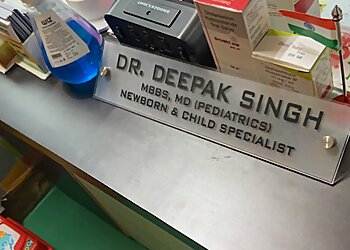 DR. DEEPAK SINGH
MBBS, MD (PEDIATRICS)
NEWBORN & CHILD SPECIALIST